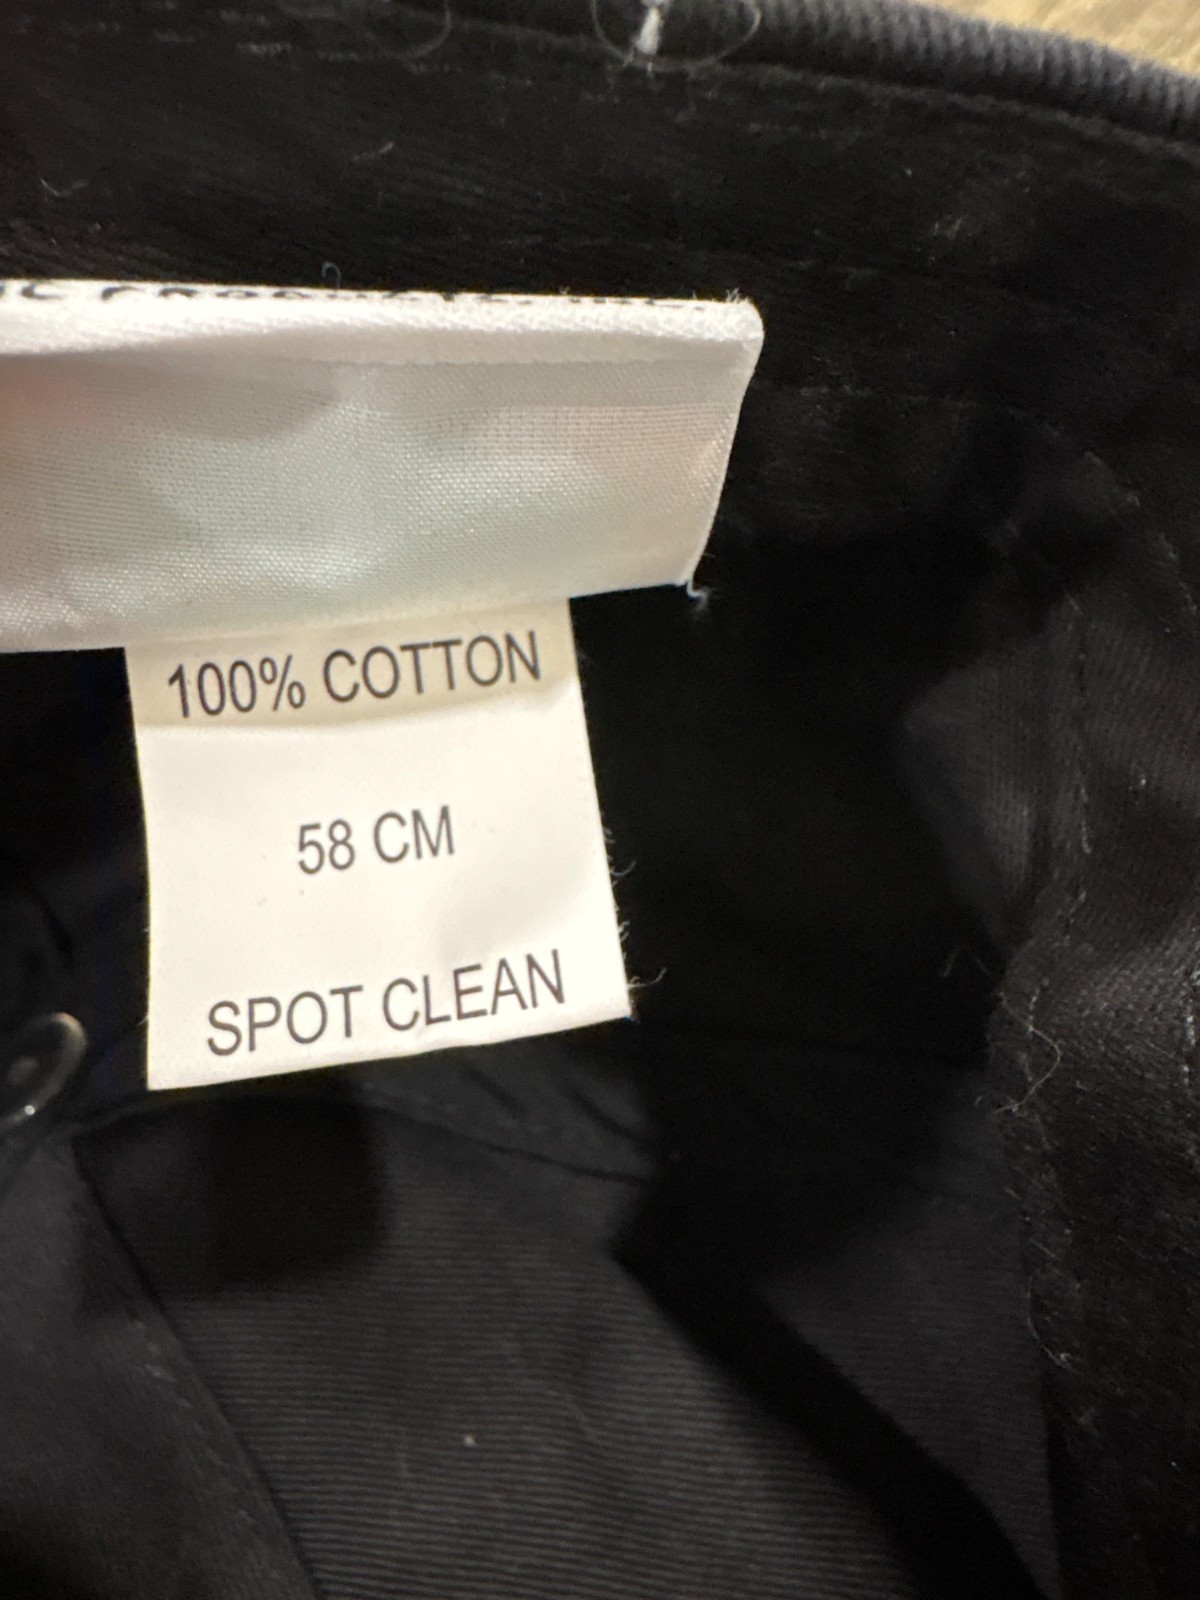 100% COTTON
58 CM
SPOT CLEAN